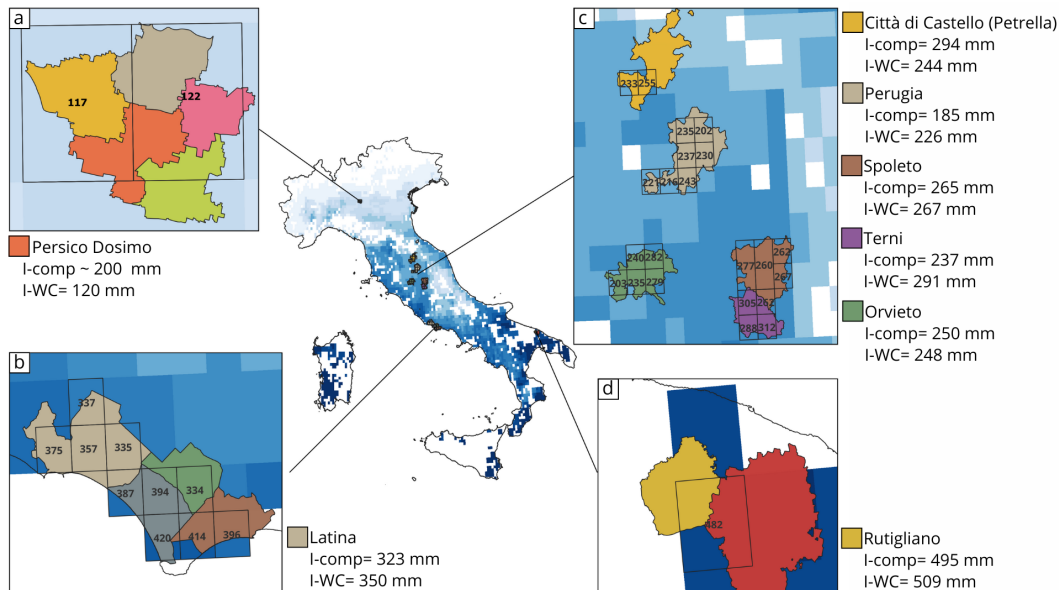 a
117
122
Persico Dosimo
I-comp ~ 200 mm
I-WC= 120 mm
b
337
375
357
335
387
394
334
420
414
396
Latina
I-comp= 323 mm
I-WC= 350 mm
c
233 255
235 202
237 230
221 216 243
240 282
203 235 279
262
277 260
267
305 262
288 312
Città di Castello (Petrella)
I-comp= 294 mm
I-WC= 244 mm
Perugia
I-comp= 185 mm
I-WC= 226 mm
Spoleto
I-comp= 265 mm
I-WC= 267 mm
Terni
I-comp= 237 mm
I-WC= 291 mm
Orvieto
I-comp= 250 mm
I-WC= 248 mm
d
482
Rutigliano
I-comp= 495 mm
I-WC= 509 mm